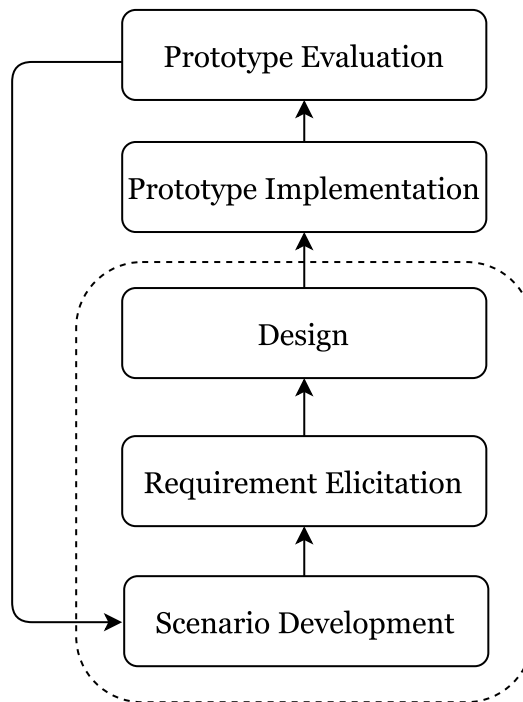 Prototype Evaluation
Prototype Implementation
Design
Requirement Elicitation
Scenario Development